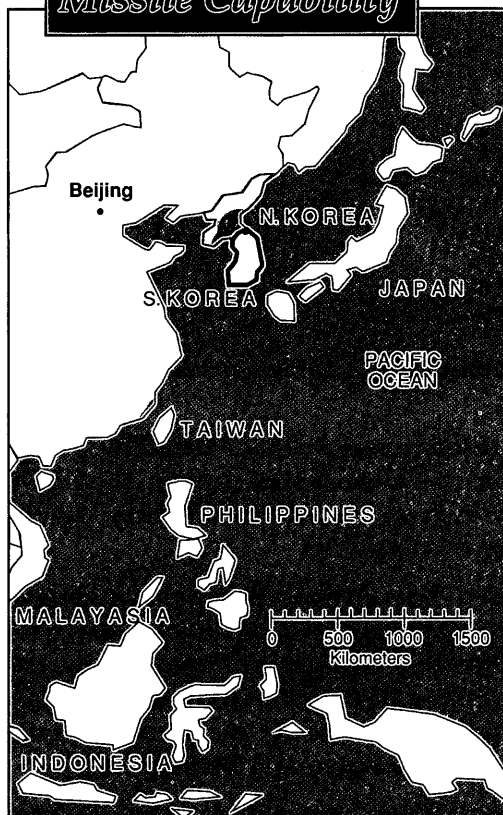 Missile Capability
Beijing
N. KOREA
S. KOREA
JAPAN
PACIFIC
OCEAN
TAIWAN
PHILIPPINES
MALAYASIA
0 500 1000 1500
Kilometers
INDONESIA